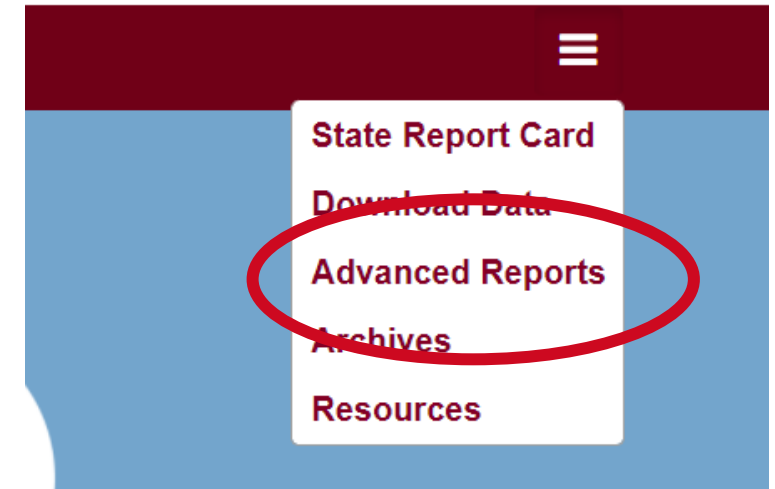 State Report Card
Download Data
Advanced Reports
Archives
Resources